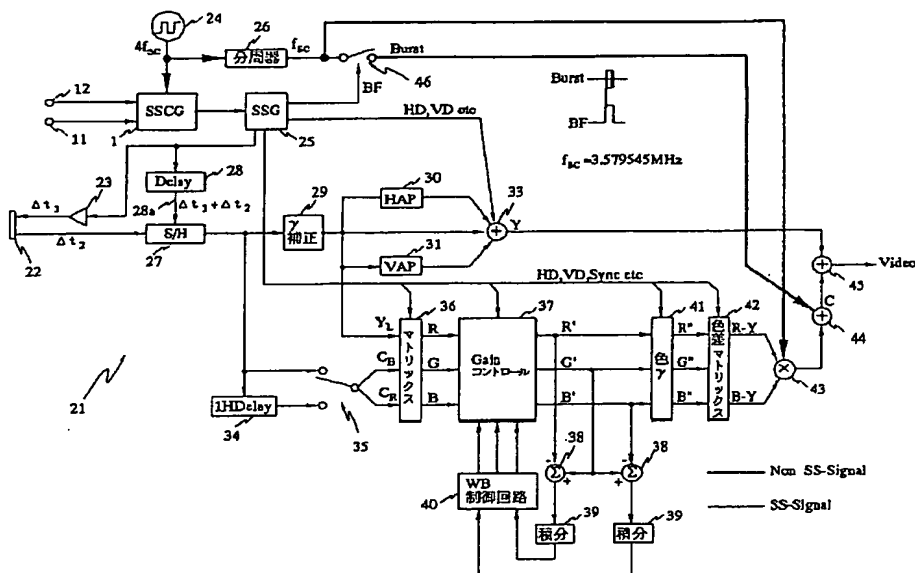 24
26
4fsc
分周器
fsc
Burst
46
BF
Burst
BF
12
11
SSCG
1
SSG
25
HD,VD etc
fsc=3.579545MHz
23
Delay
28
28a
Δt3
Δt3+Δt2
29
30
HAP
33
Y
22
Δt2
S/H
27
γ
補正
31
VAP
45
Video
HD,VD,Sync etc
36
37
41
42
C
44
YL
CB
CR
マトリックス
R
G
B
Gain
コントロール
R'
G'
B'
色γ
R"
G"
B"
色差マトリックス
R-Y
B-Y
43
21
1HDelay
34
35
38
38
Σ
Σ
WB
制御回路
40
39
積分
39
積分
Non SS-Signal
SS-Signal